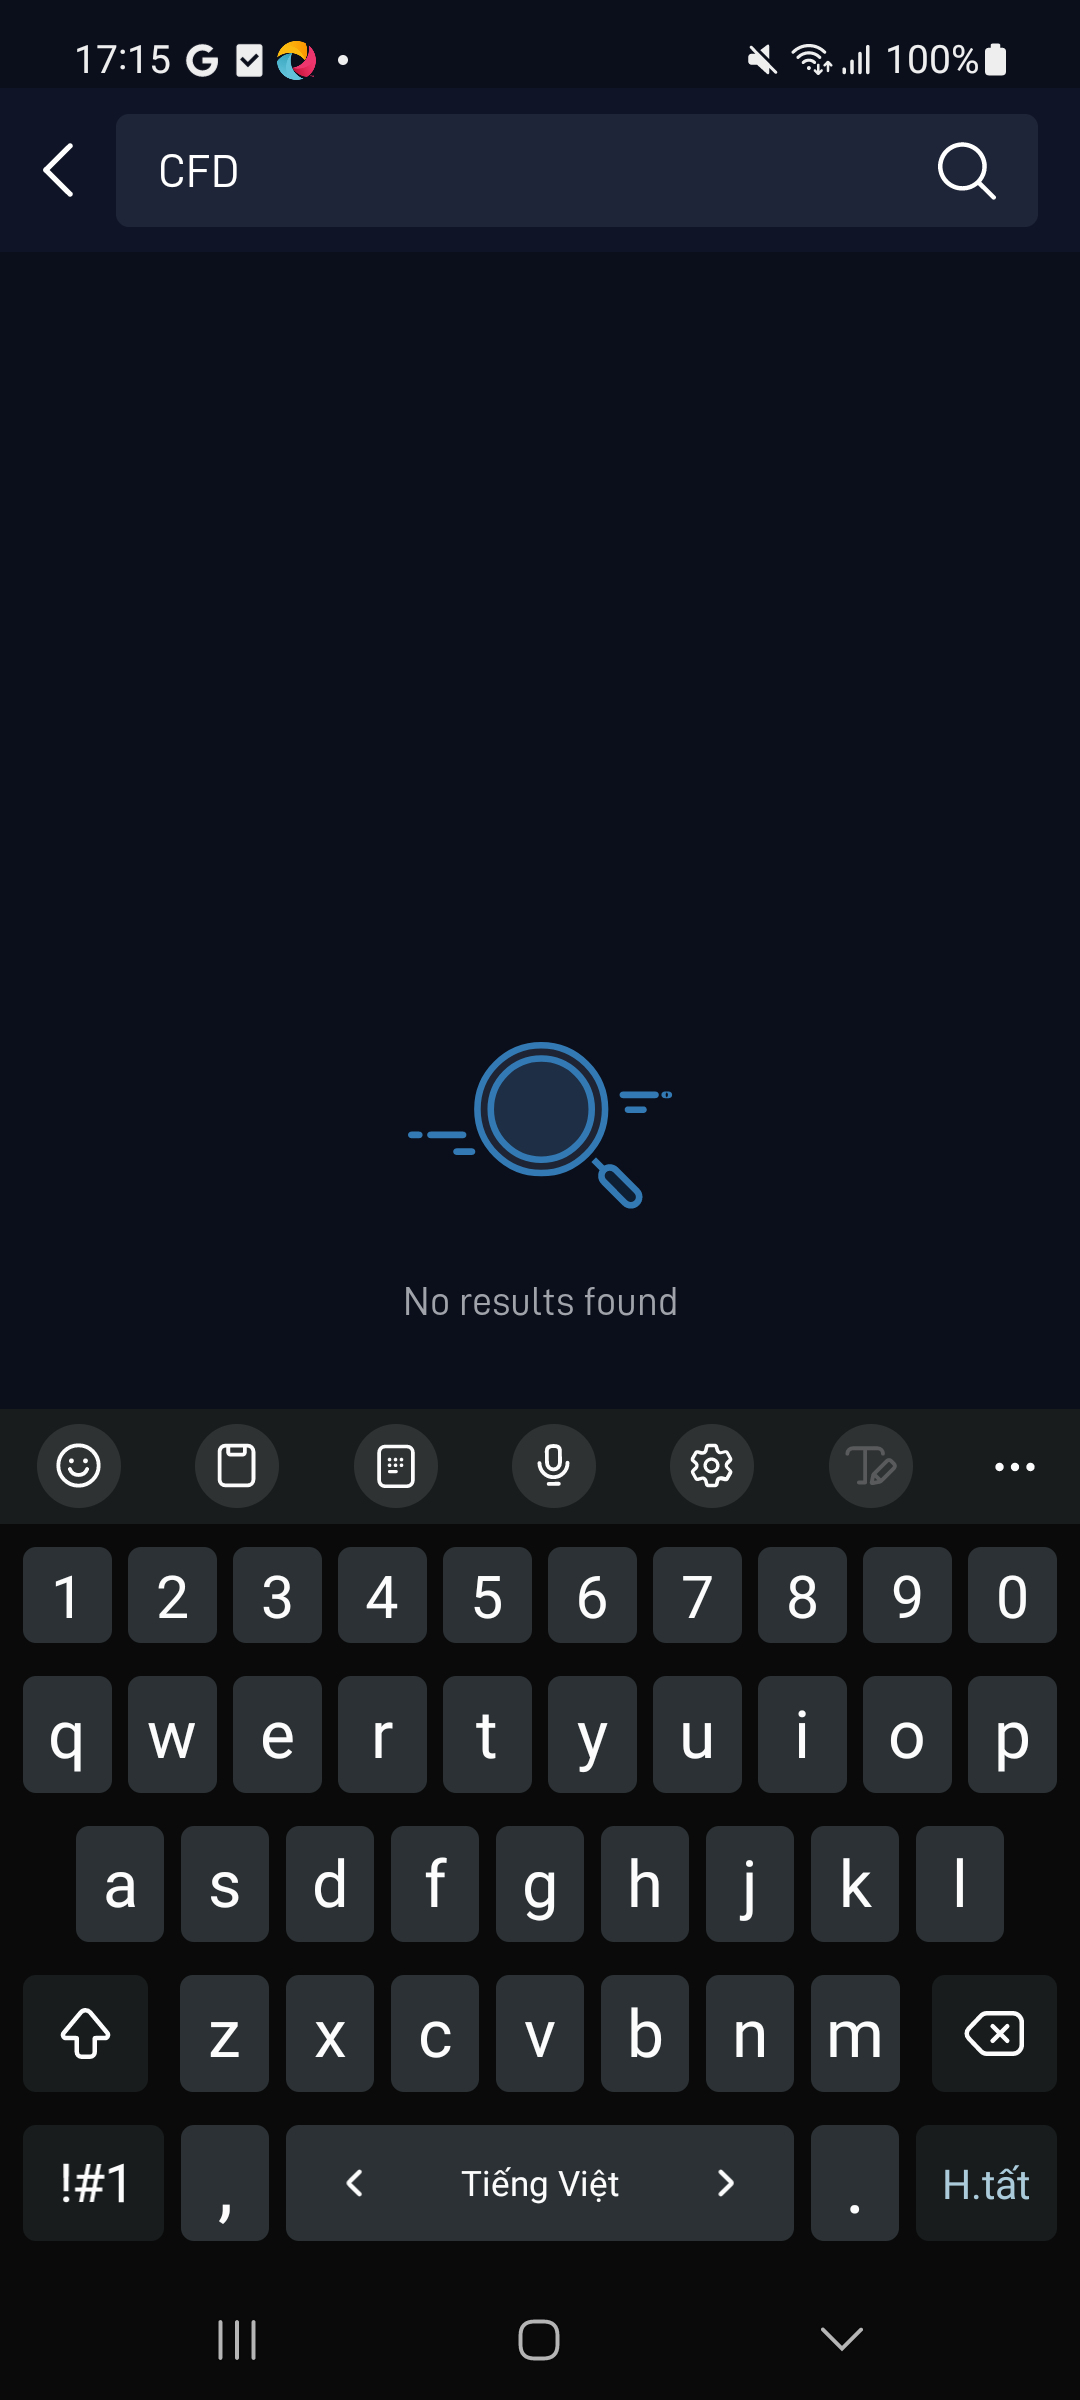 17:15 100%
CFD
No results found
1 2 3 4 5 6 7 8 9 0
q w e r t y u i o p
a s d f g h j k l
z x c v b n m
!#1 , Tiếng Việt . H.tất